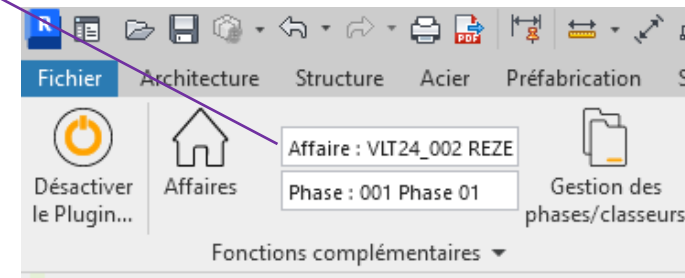 R
PDF
Fichier Architecture Structure Acier Préfabrication S
Affaire : VLT24_002 REZE
Phase : 001 Phase 01
Désactiver le Plugin...
Affaires
Gestion des phases/classeurs
Fonctions complémentaires